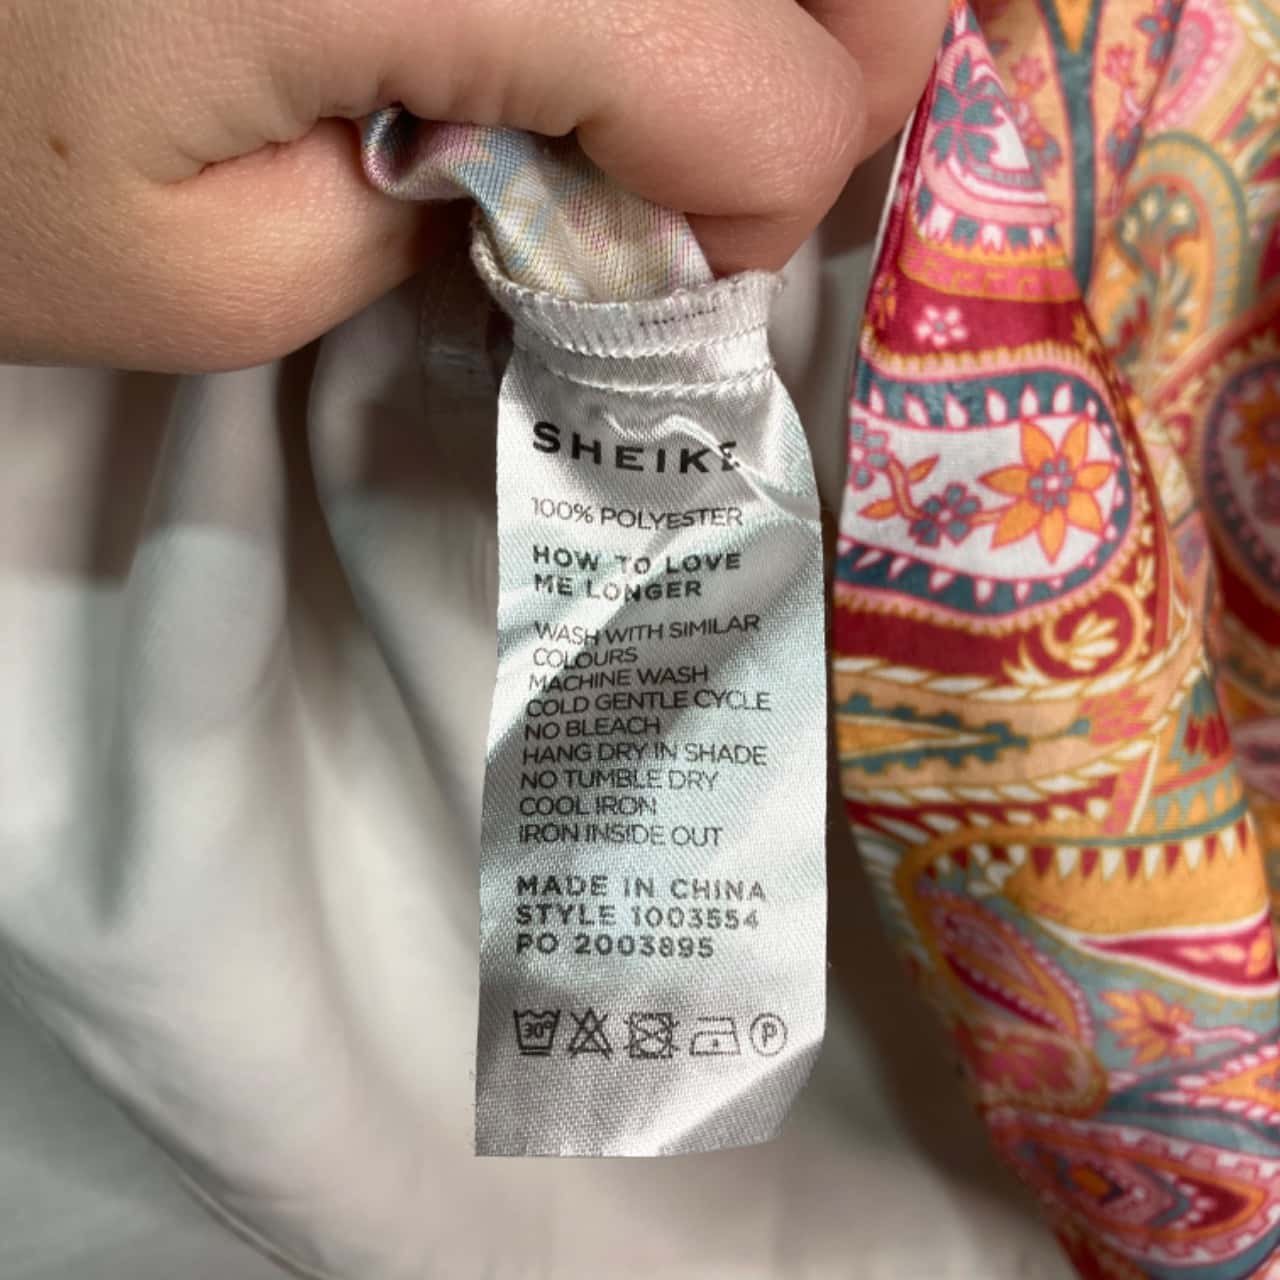 SHEIKE
100% POLYESTER
HOW TO LOVE
ME LONGER
WASH WITH SIMILAR
COLOURS
MACHINE WASH
COLD GENTLE CYCLE
NO BLEACH
HANG DRY IN SHADE
NO TUMBLE DRY
COOL IRON
IRON INSIDE OUT
MADE IN CHINA
STYLE 1003554
PO 2003895
30° P